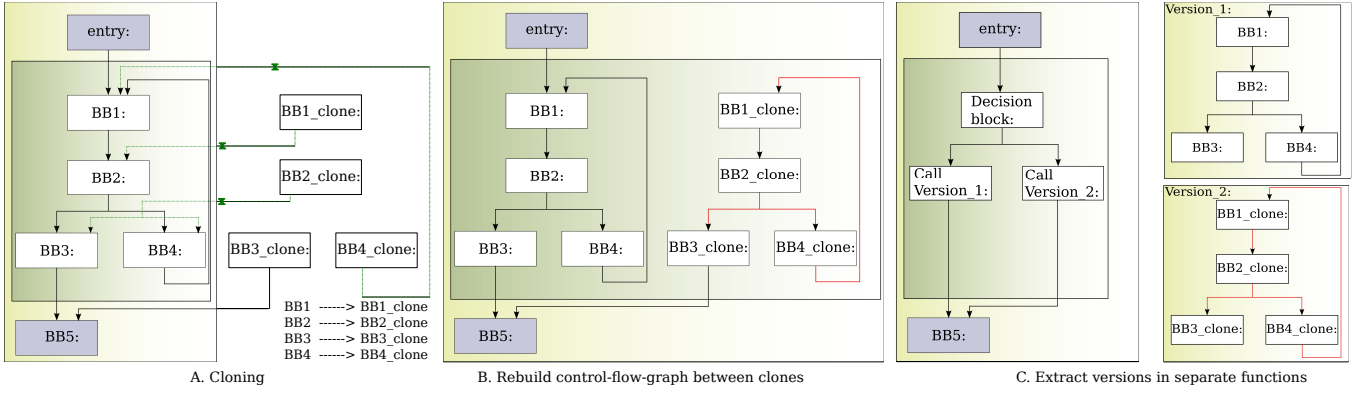 entry:
BB1:
BB1_clone:
BB2:
BB2_clone:
BB3:
BB4:
BB3_clone:
BB4_clone:
BB5:
BB1 ------> BB1_clone
BB2 ------> BB2_clone
BB3 ------> BB3_clone
BB4 ------> BB4_clone
A. Cloning
entry:
BB1:
BB1_clone:
BB2:
BB2_clone:
BB3:
BB4:
BB3_clone:
BB4_clone:
BB5:
B. Rebuild control-flow-graph between clones
entry:
Decision
block:
Call
Version_1:
Call
Version_2:
BB5:
Version_1:
BB1:
BB2:
BB3:
BB4:
Version_2:
BB1_clone:
BB2_clone:
BB3_clone:
BB4_clone:
C. Extract versions in separate functions